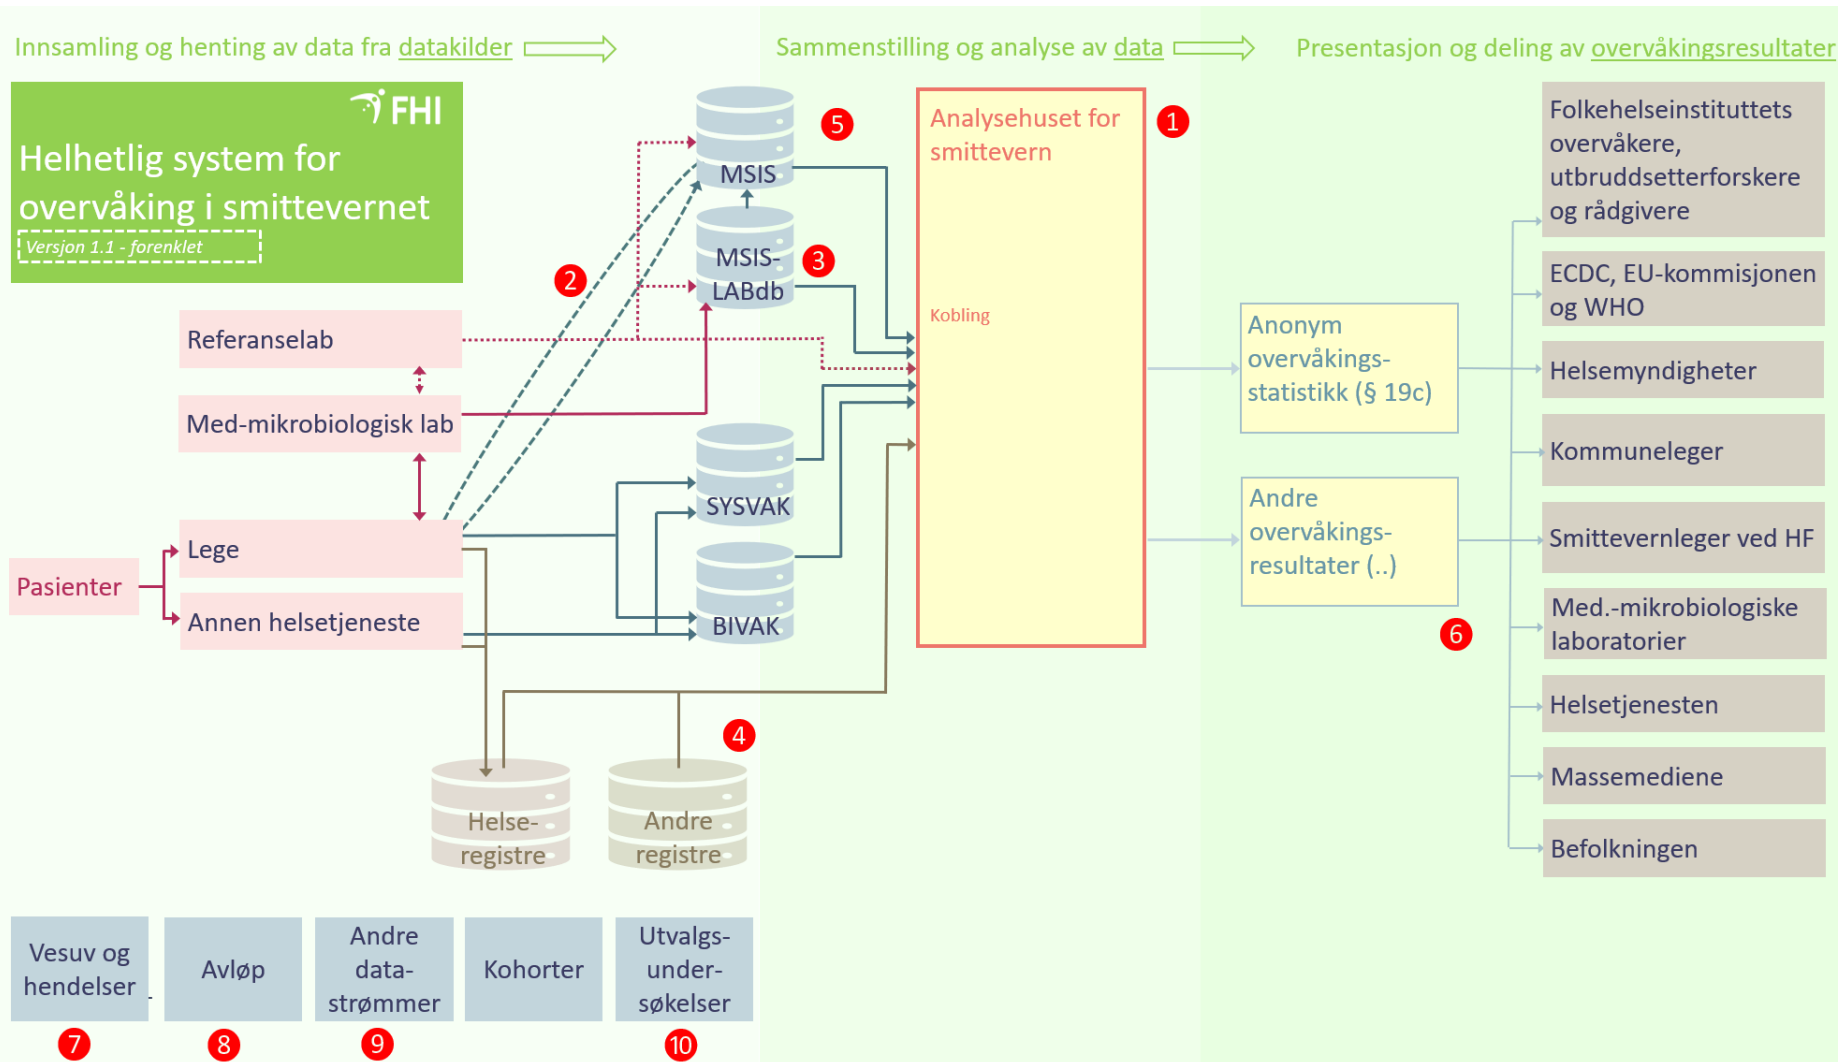 Innsamling og henting av data fra datakilder
Sammenstilling og analyse av data
Presentasjon og deling av overvåkingsresultater
FHI
Helhetlig system for
overvåking i smittevernet
Versjon 1.1 - forenklet
Referanselab
Med-mikrobiologisk lab
Lege
Pasienter
Annen helsetjeneste
2
MSIS
5
MSIS-
LABdb
3
SYSVAK
BIVAK
4
Helse-
registre
Andre
registre
Analysehuset for
smittevern
1
Kobling
Anonym
overvåkings-
statistikk (§ 19c)
Andre
overvåkings-
resultater (..)
6
Folkehelseinstituttets
overvåkere,
utbruddsetterforskere
og rådgivere
ECDC, EU-kommisjonen
og WHO
Helsemyndigheter
Kommuneleger
Smittevernleger ved HF
Med.-mikrobiologiske
laboratorier
Helsetjenesten
Massemediene
Befolkningen
Vesuv og
hendelser
7
Avløp
8
Andre
data-
strømmer
9
Kohorter
Utvalgs-
under-
søkelser
10